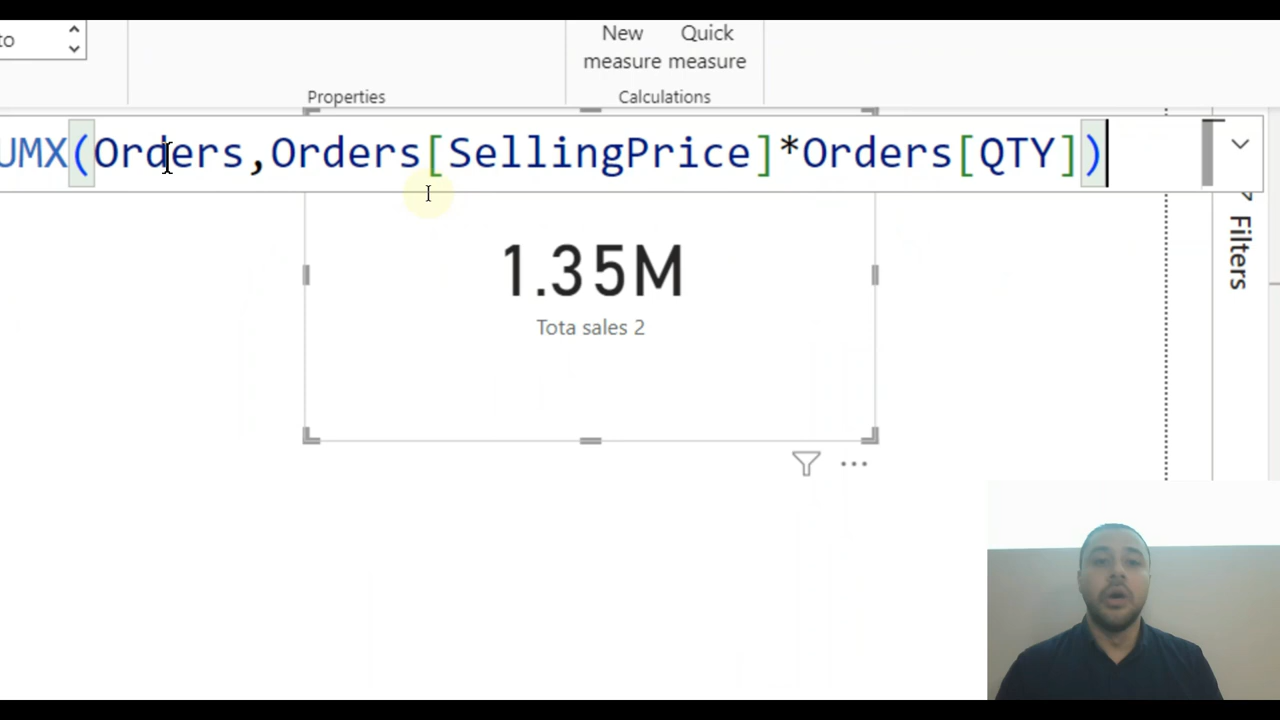 to
New Quick
measure measure
Properties
Calculations
UMX(Orders,Orders[SellingPrice]*Orders[QTY])
Filters
1.35M
Tota sales 2